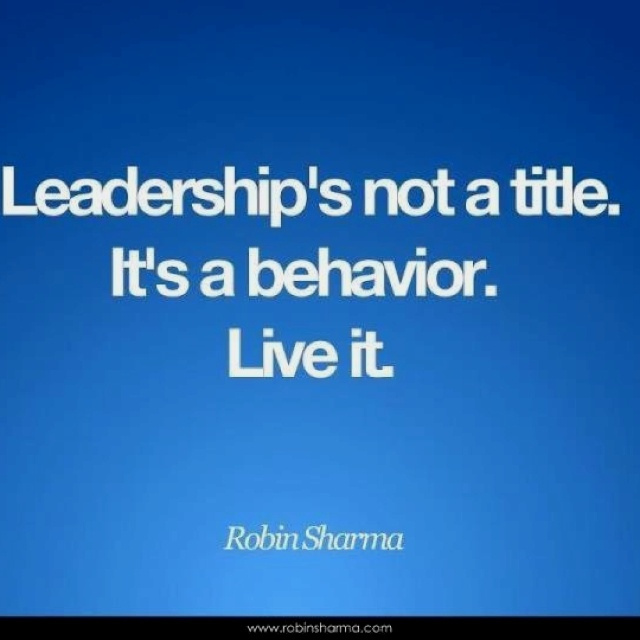 Leadership's not a title.
It's a behavior.
Live it.
Robin Sharma
www.robinsharma.com